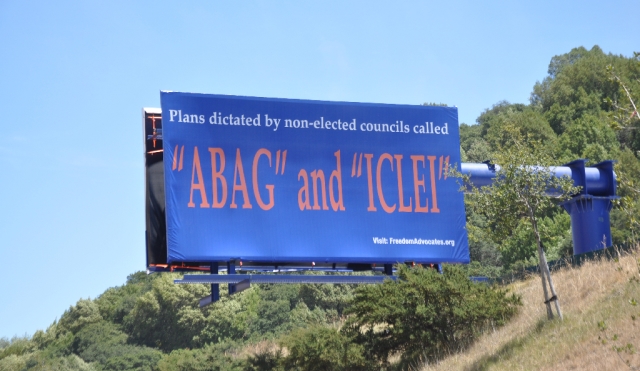 Plans dictated by non-elected councils called
"ABAG" and "ICLEI"
Visit: FreedomAdvocates.org